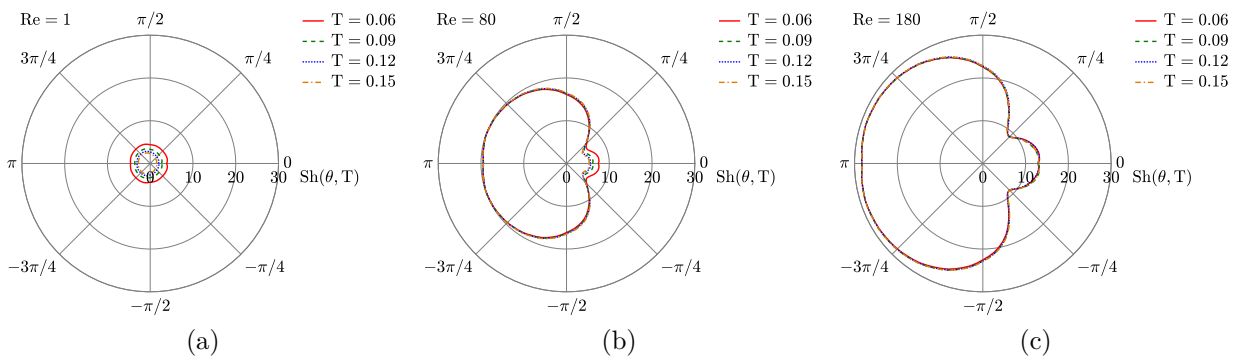 Re = 1
π/2
T = 0.06
T = 0.09
T = 0.12
T = 0.15
3π/4
π/4
π
0
0 10 20 30
Sh(θ, T)
−3π/4
−π/4
−π/2
(a)
Re = 80
π/2
T = 0.06
T = 0.09
T = 0.12
T = 0.15
3π/4
π/4
π
0
0 10 20 30
Sh(θ, T)
−3π/4
−π/4
−π/2
(b)
Re = 180
π/2
T = 0.06
T = 0.09
T = 0.12
T = 0.15
3π/4
π/4
π
0
0 10 20 30
Sh(θ, T)
−3π/4
−π/4
−π/2
(c)